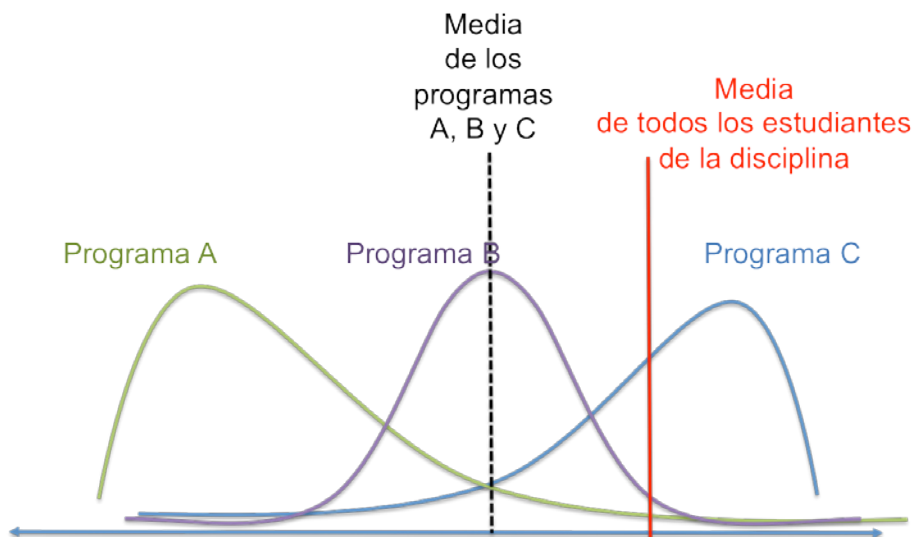 Media
de los
programas
A, B y C
Media
de todos los estudiantes
de la disciplina
Programa A
Programa B
Programa C